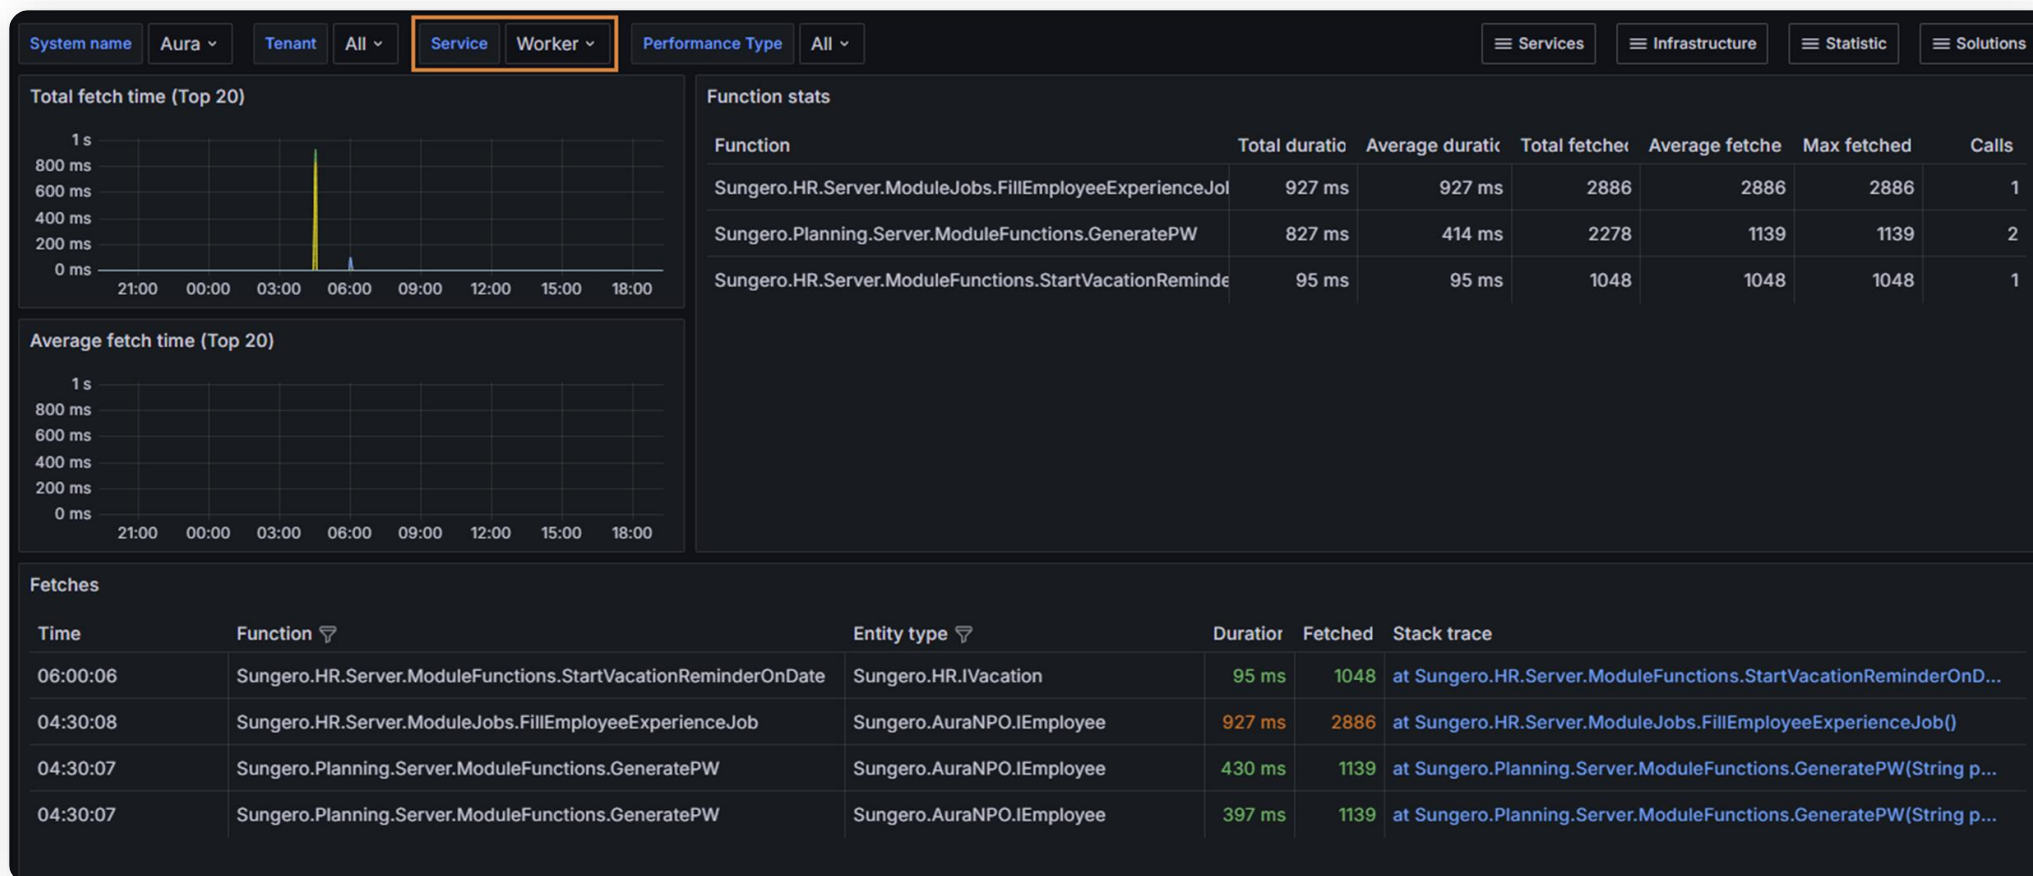 System name Aura Tenant All Service Worker Performance Type All Services Infrastructure Statistic Solutions
Total fetch time (Top 20)
1 s
800 ms
600 ms
400 ms
200 ms
0 ms
21:00 00:00 03:00 06:00 09:00 12:00 15:00 18:00
Average fetch time (Top 20)
1 s
800 ms
600 ms
400 ms
200 ms
0 ms
21:00 00:00 03:00 06:00 09:00 12:00 15:00 18:00
Function stats
Function Total duratio Average duratic Total fetchec Average fetche Max fetched Calls
Sungero.HR.Server.ModuleJobs.FillEmployeeExperienceJol 927 ms 927 ms 2886 2886 2886 1
Sungero.Planning.Server.ModuleFunctions.GeneratePW 827 ms 414 ms 2278 1139 1139 2
Sungero.HR.Server.ModuleFunctions.StartVacationReminde 95 ms 95 ms 1048 1048 1048 1
Fetches
Time Function Entity type Duration Fetched Stack trace
06:00:06 Sungero.HR.Server.ModuleFunctions.StartVacationReminderOnDate Sungero.HR.IVacation 95 ms 1048 at Sungero.HR.Server.ModuleFunctions.StartVacationReminderOnD...
04:30:08 Sungero.HR.Server.ModuleJobs.FillEmployeeExperienceJob Sungero.AuraNPO.IEmployee 927 ms 2886 at Sungero.HR.Server.ModuleJobs.FillEmployeeExperienceJob()
04:30:07 Sungero.Planning.Server.ModuleFunctions.GeneratePW Sungero.AuraNPO.IEmployee 430 ms 1139 at Sungero.Planning.Server.ModuleFunctions.GeneratePW(String p...
04:30:07 Sungero.Planning.Server.ModuleFunctions.GeneratePW Sungero.AuraNPO.IEmployee 397 ms 1139 at Sungero.Planning.Server.ModuleFunctions.GeneratePW(String p...